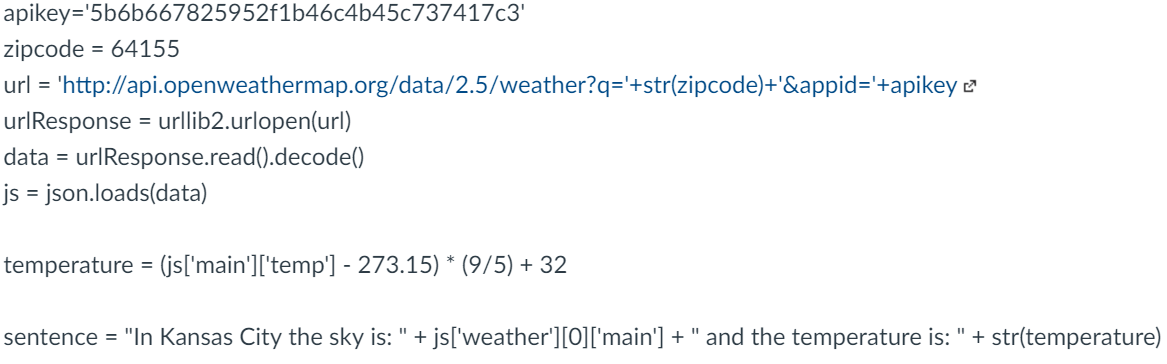 apikey='5b6b667825952f1b46c4b45c737417c3'
zipcode = 64155
url = 'http://api.openweathermap.org/data/2.5/weather?q='+str(zipcode)+'&appid='+apikey
urlResponse = urllib2.urlopen(url)
data = urlResponse.read().decode()
js = json.loads(data)
temperature = (js['main']['temp'] - 273.15) * (9/5) + 32
sentence = "In Kansas City the sky is: " + js['weather'][0]['main'] + " and the temperature is: " + str(temperature)